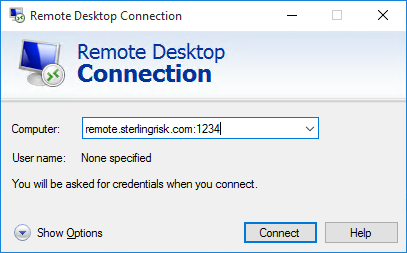 Remote Desktop Connection
Remote Desktop
Connection
Computer: remote.sterlingrisk.com:1234
User name: None specified
You will be asked for credentials when you connect.
Show Options Connect Help